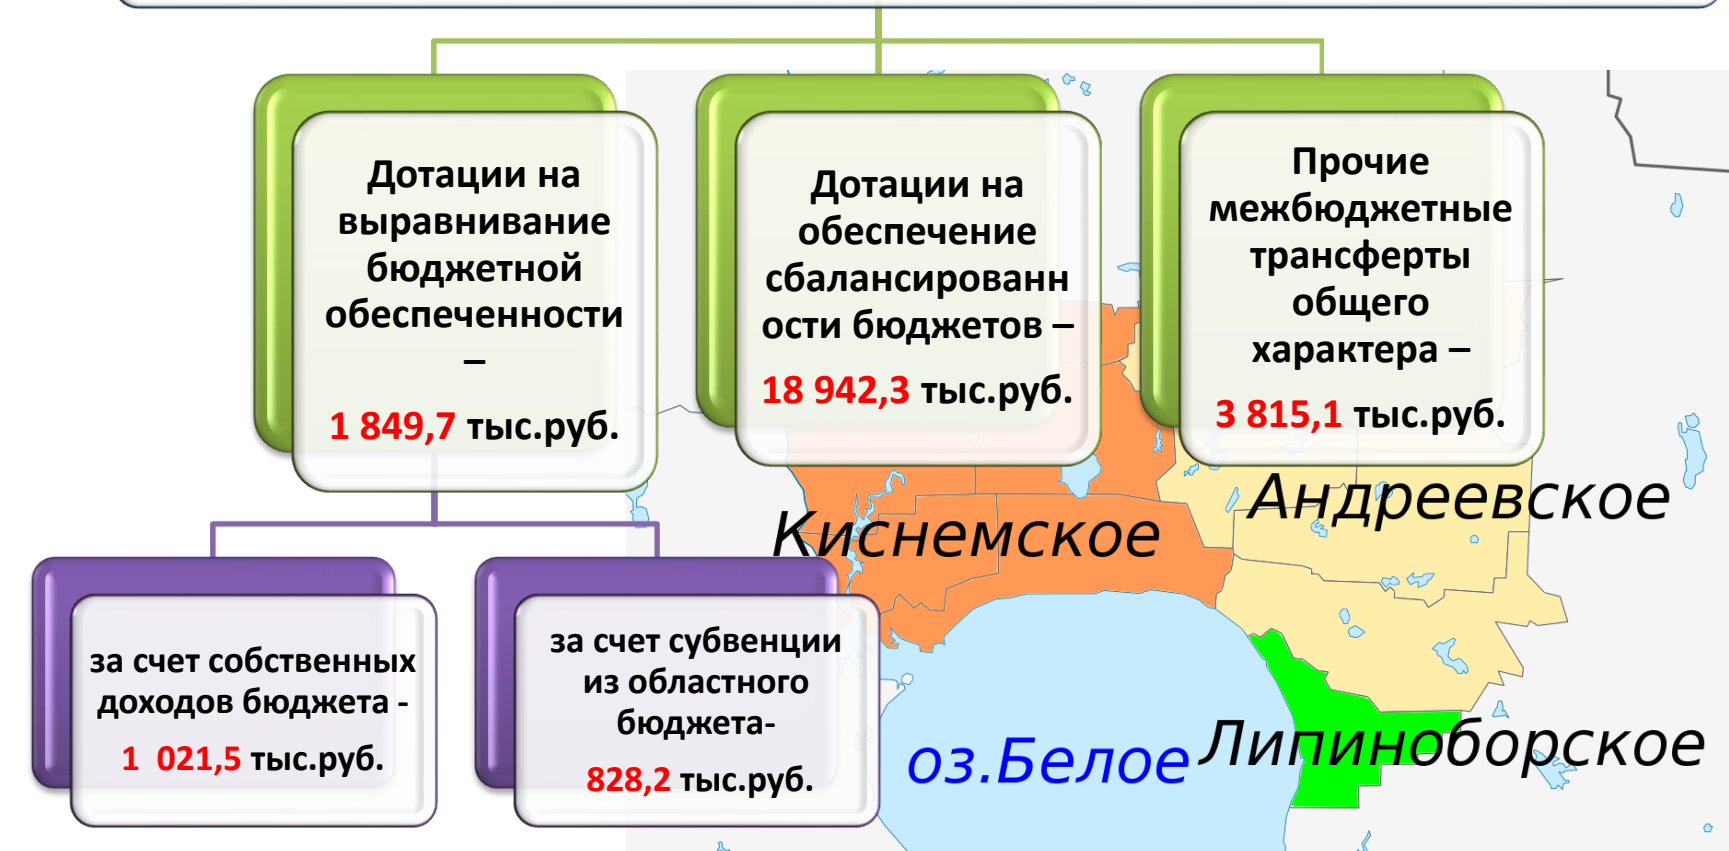 Дотации на
выравнивание
бюджетной
обеспеченности
–
1 849,7 тыс.руб.
Дотации на
обеспечение
сбалансированн
ости бюджетов –
18 942,3 тыс.руб.
Прочие
межбюджетные
трансферты
общего
характера –
3 815,1 тыс.руб.
за счет собственных
доходов бюджета -
1 021,5 тыс.руб.
за счет субвенции
из областного
бюджета-
828,2 тыс.руб.
Андреевское
Киснемское
Липиноборское
оз.Белое